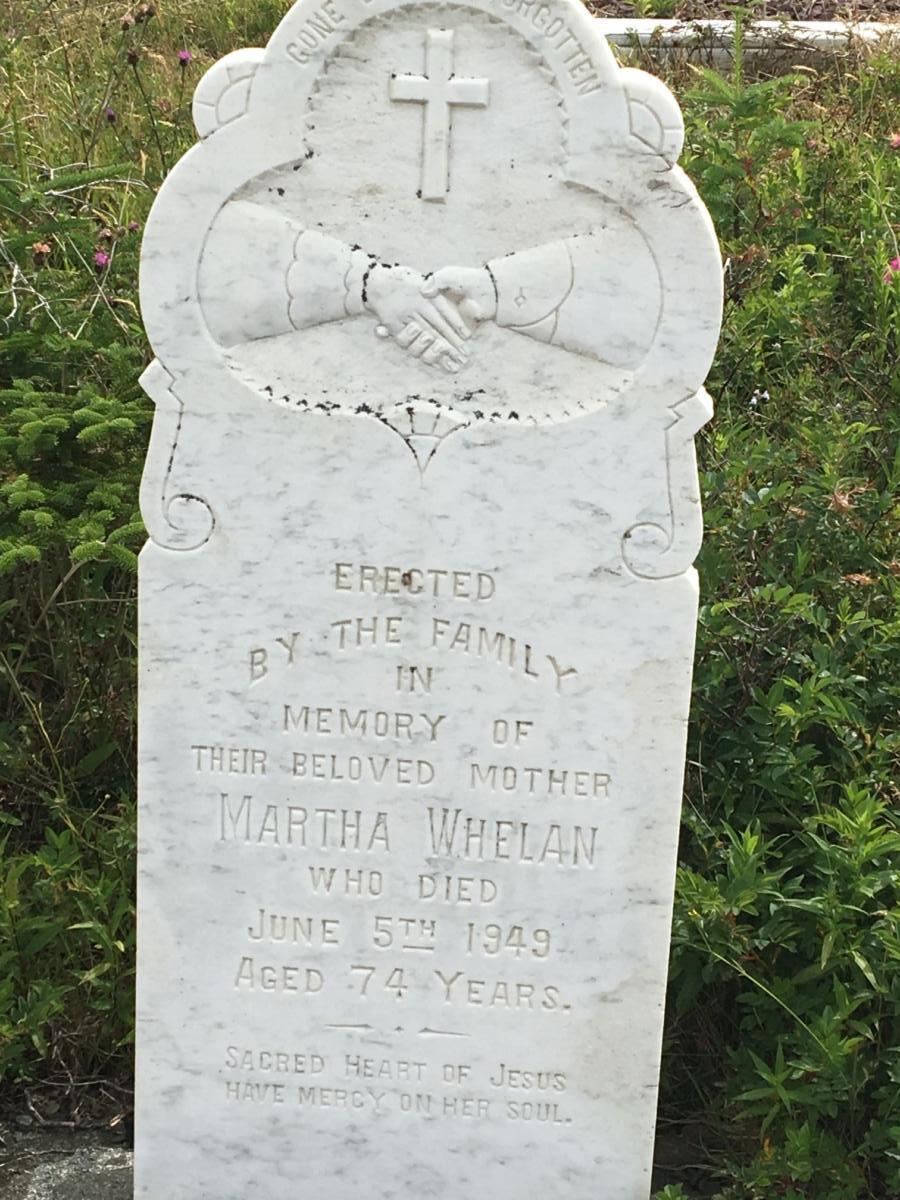 GONE FORGOTTEN
ERECTED
BY THE FAMILY
IN
MEMORY OF
THEIR BELOVED MOTHER
MARTHA WHELAN
WHO DIED
JUNE 5TH 1949
AGED 74 YEARS.
SACRED HEART OF JESUS
HAVE MERCY ON HER SOUL.